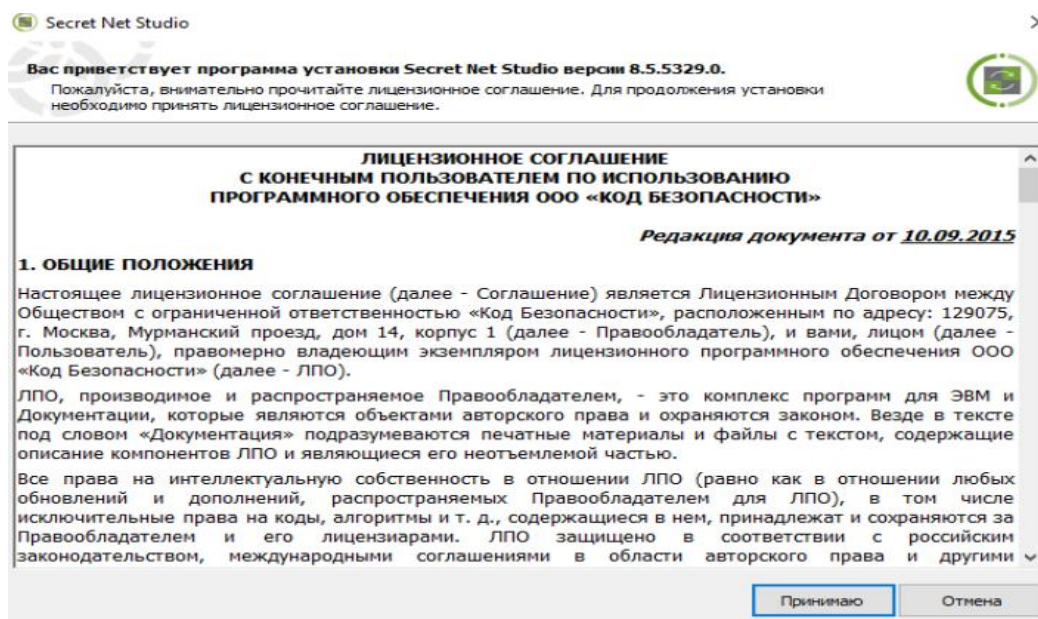 Secret Net Studio
Вас приветствует программа установки Secret Net Studio версии 8.5.5329.0.
Пожалуйста, внимательно прочитайте лицензионное соглашение. Для продолжения установки
необходимо принять лицензионное соглашение.
ЛИЦЕНЗИОННОЕ СОГЛАШЕНИЕ
С КОНЕЧНЫМ ПОЛЬЗОВАТЕЛЕМ ПО ИСПОЛЬЗОВАНИЮ
ПРОГРАММНОГО ОБЕСПЕЧЕНИЯ ООО «КОД БЕЗОПАСНОСТИ»
Редакция документа от 10.09.2015
1. ОБЩИЕ ПОЛОЖЕНИЯ
Настоящее лицензионное соглашение (далее - Соглашение) является Лицензионным Договором между
Обществом с ограниченной ответственностью «Код Безопасности», расположенным по адресу: 129075,
г. Москва, Мурманский проезд, дом 14, корпус 1 (далее - Правообладатель), и вами, лицом (далее -
Пользователь), правомерно владеющим экземпляром лицензионного программного обеспечения ООО
«Код Безопасности» (далее - ЛПО).
ЛПО, производимое и распространяемое Правообладателем, - это комплекс программ для ЭВМ и
Документации, которые являются объектами авторского права и охраняются законом. Везде в тексте
под словом «Документация» подразумеваются печатные материалы и файлы с текстом, содержащие
описание компонентов ЛПО и являющиеся его неотъемлемой частью.
Все права на интеллектуальную собственность в отношении ЛПО (равно как в отношении любых
обновлений и дополнений, распространяемых Правообладателем для ЛПО), в том числе
исключительные права на коды, алгоритмы и т. д., содержащиеся в нем, принадлежат и сохраняются за
Правообладателем и его лицензиарами. ЛПО защищено в соответствии с российским
законодательством, международными соглашениями в области авторского права и другими
Принимаю
Отмена